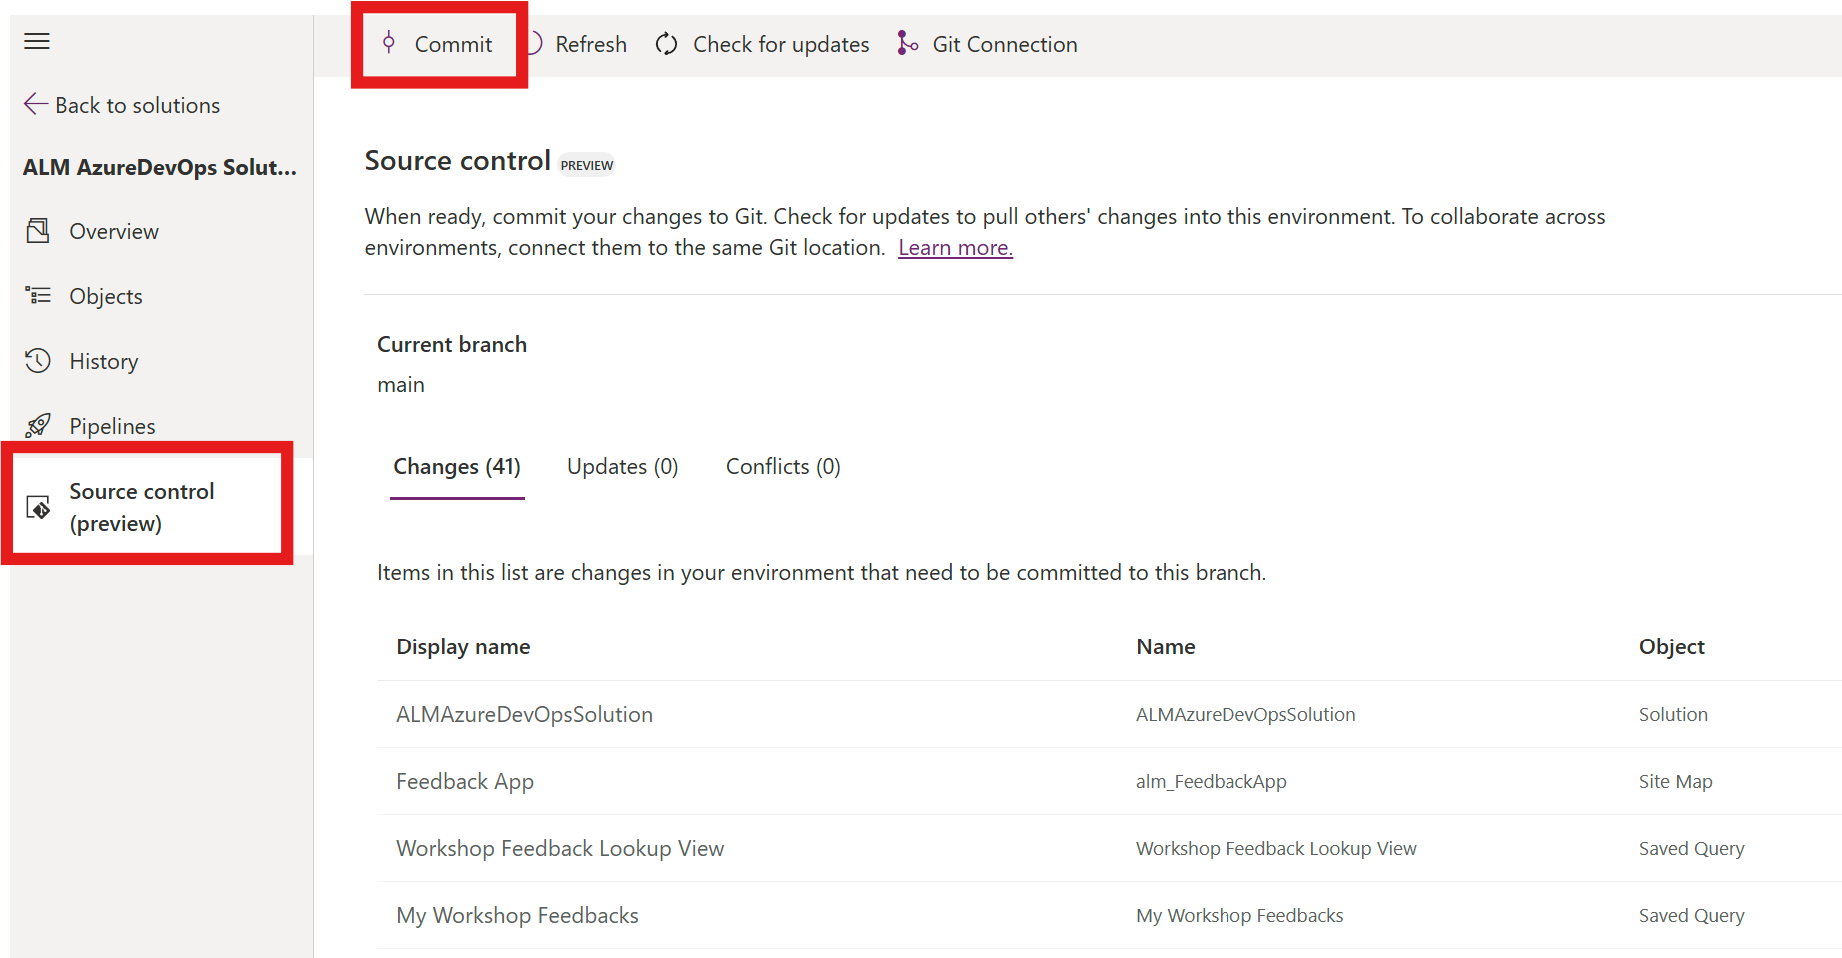 Commit
Refresh
Check for updates
Git Connection
Back to solutions
ALM AzureDevOps Solut...
Overview
Objects
History
Pipelines
Source control
(preview)
Source control PREVIEW
When ready, commit your changes to Git. Check for updates to pull others' changes into this environment. To collaborate across
environments, connect them to the same Git location. Learn more.
Current branch
main
Changes (41) Updates (0) Conflicts (0)
Items in this list are changes in your environment that need to be committed to this branch.
Display name Name Object
ALMAzureDevOpsSolution ALMAzureDevOpsSolution Solution
Feedback App alm_FeedbackApp Site Map
Workshop Feedback Lookup View Workshop Feedback Lookup View Saved Query
My Workshop Feedbacks My Workshop Feedbacks Saved Query